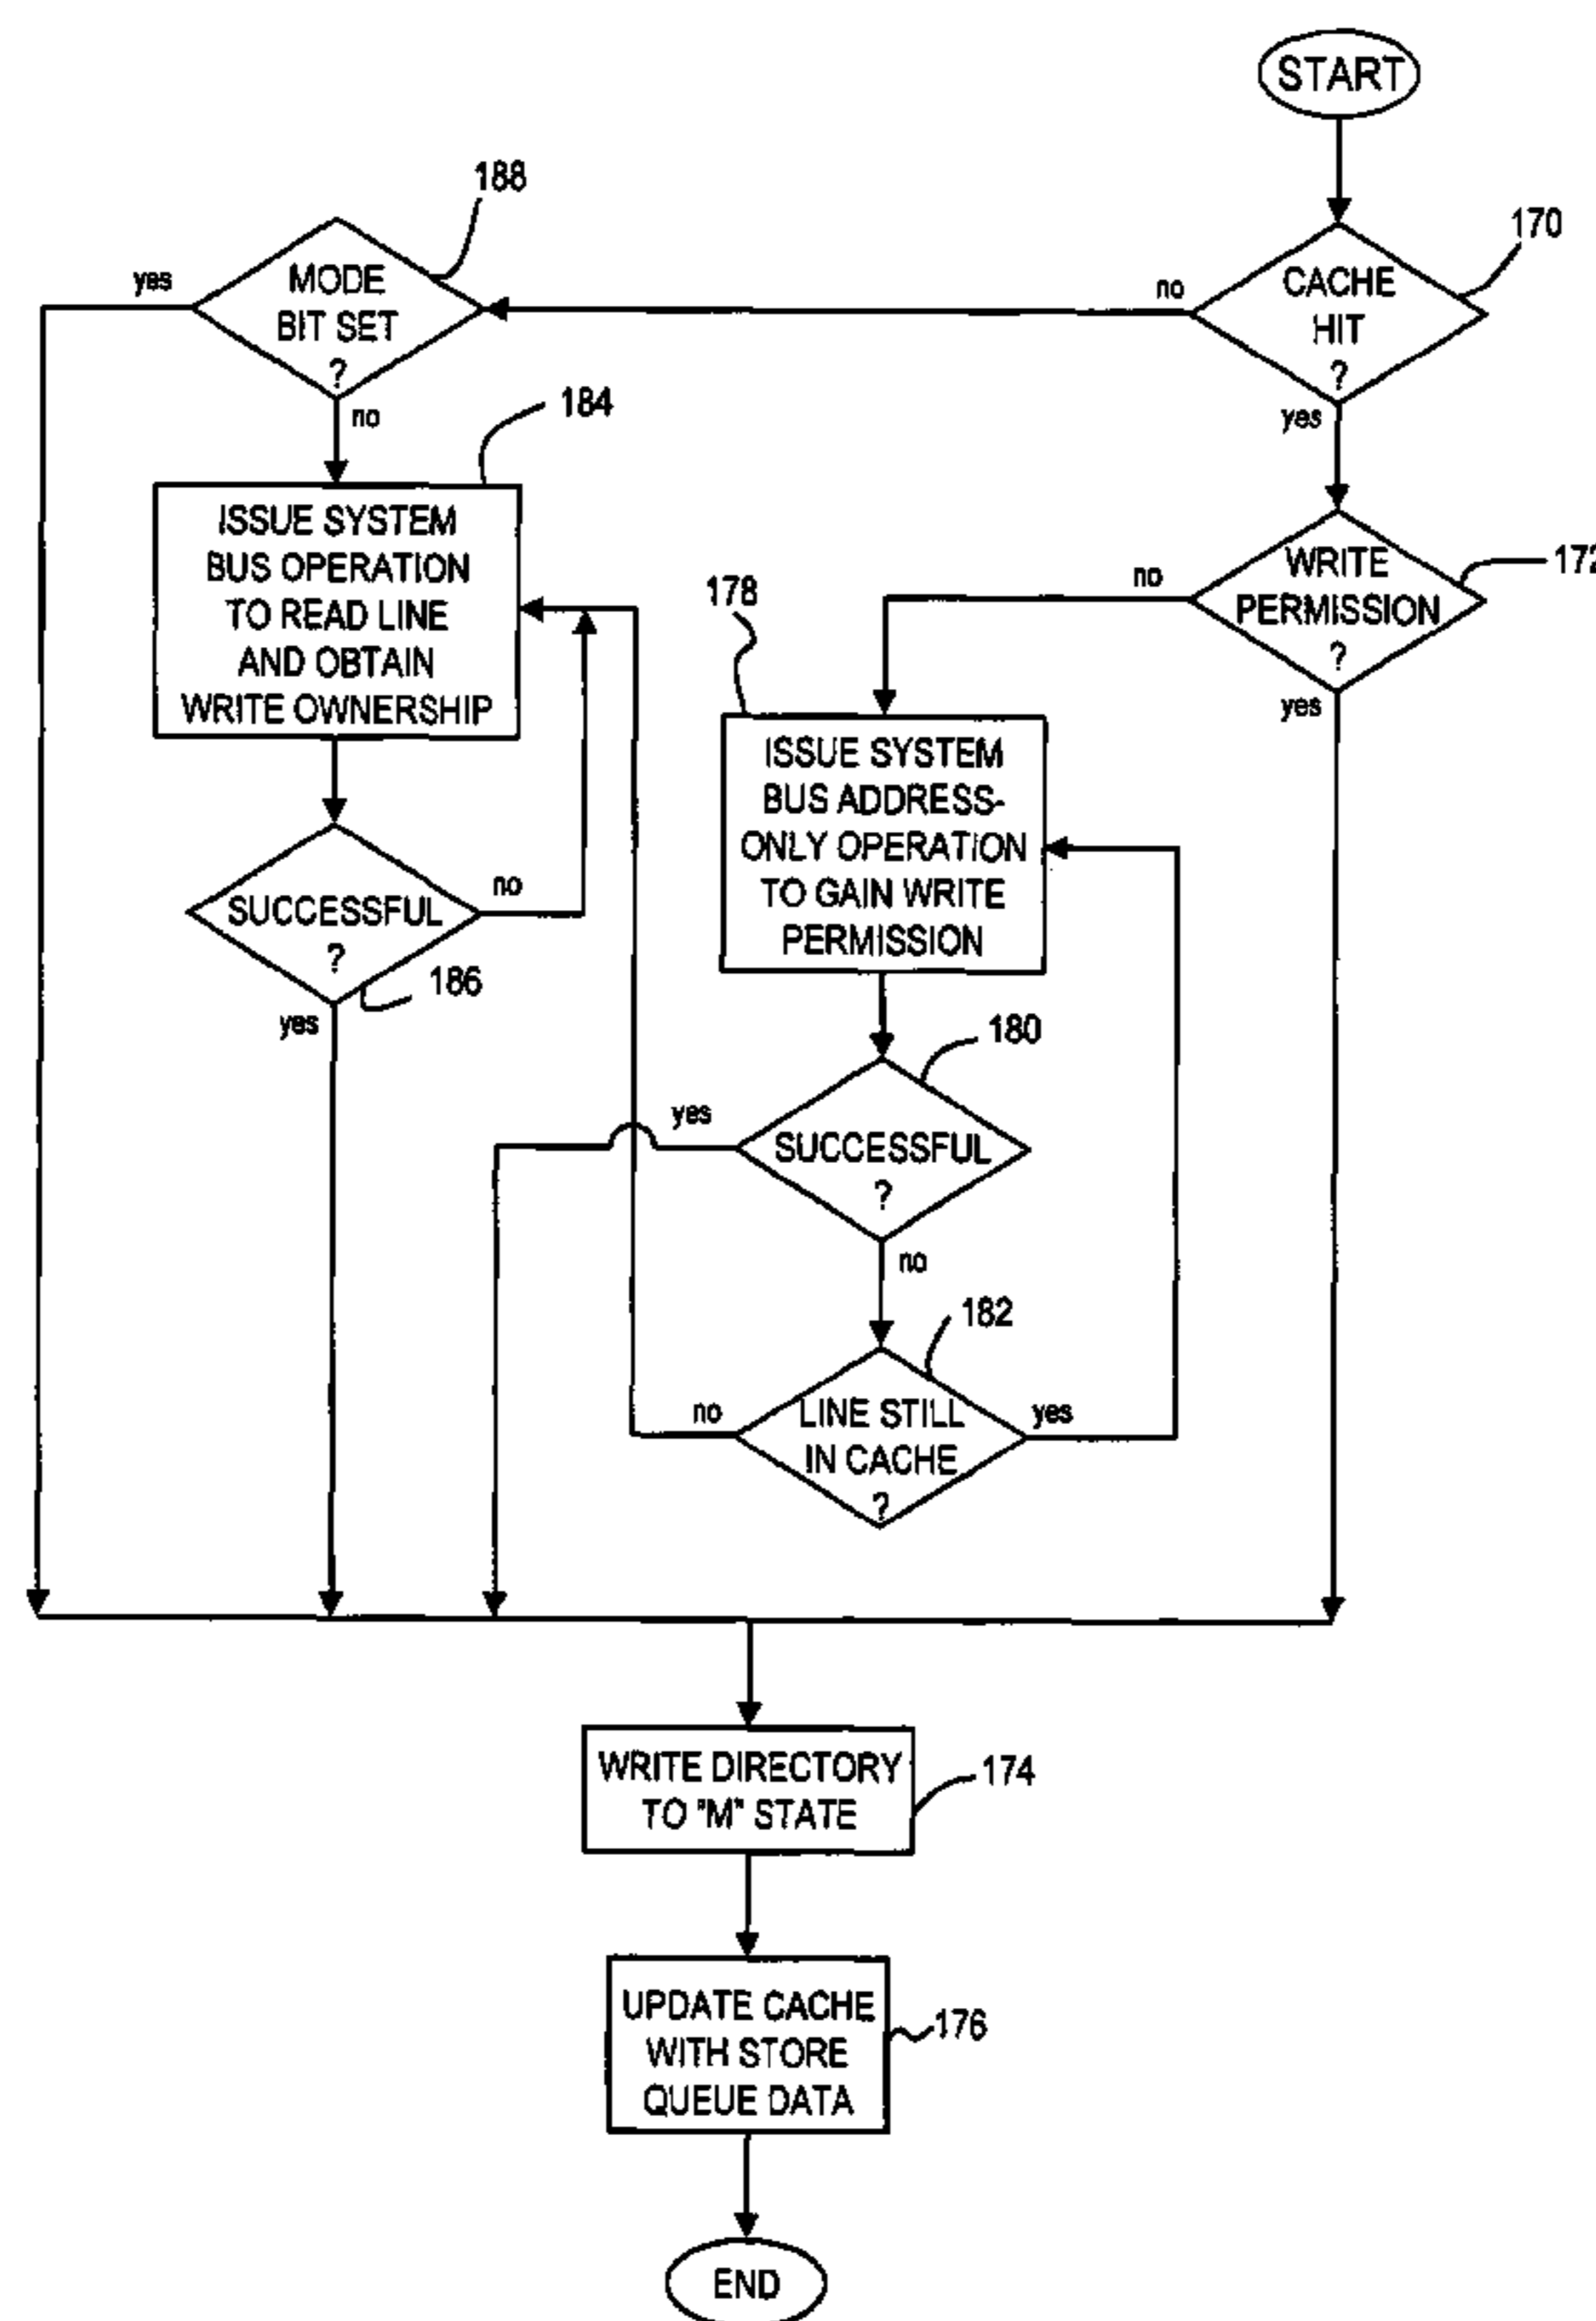 START
188
170
yes
MODE
BIT SET
?
no
CACHE
HIT
?
no
184
yes
ISSUE SYSTEM
BUS OPERATION
TO READ LINE
AND OBTAIN
WRITE OWNERSHIP
178
no
WRITE
PERMISSION
?
172
yes
ISSUE SYSTEM
BUS ADDRESS-
ONLY OPERATION
TO GAIN WRITE
PERMISSION
SUCCESSFUL
?
no
186
yes
180
yes
SUCCESSFUL
?
no
182
no
LINE STILL
IN CACHE
?
yes
WRITE DIRECTORY
TO "M" STATE
174
UPDATE CACHE
WITH STORE
QUEUE DATA
176
END